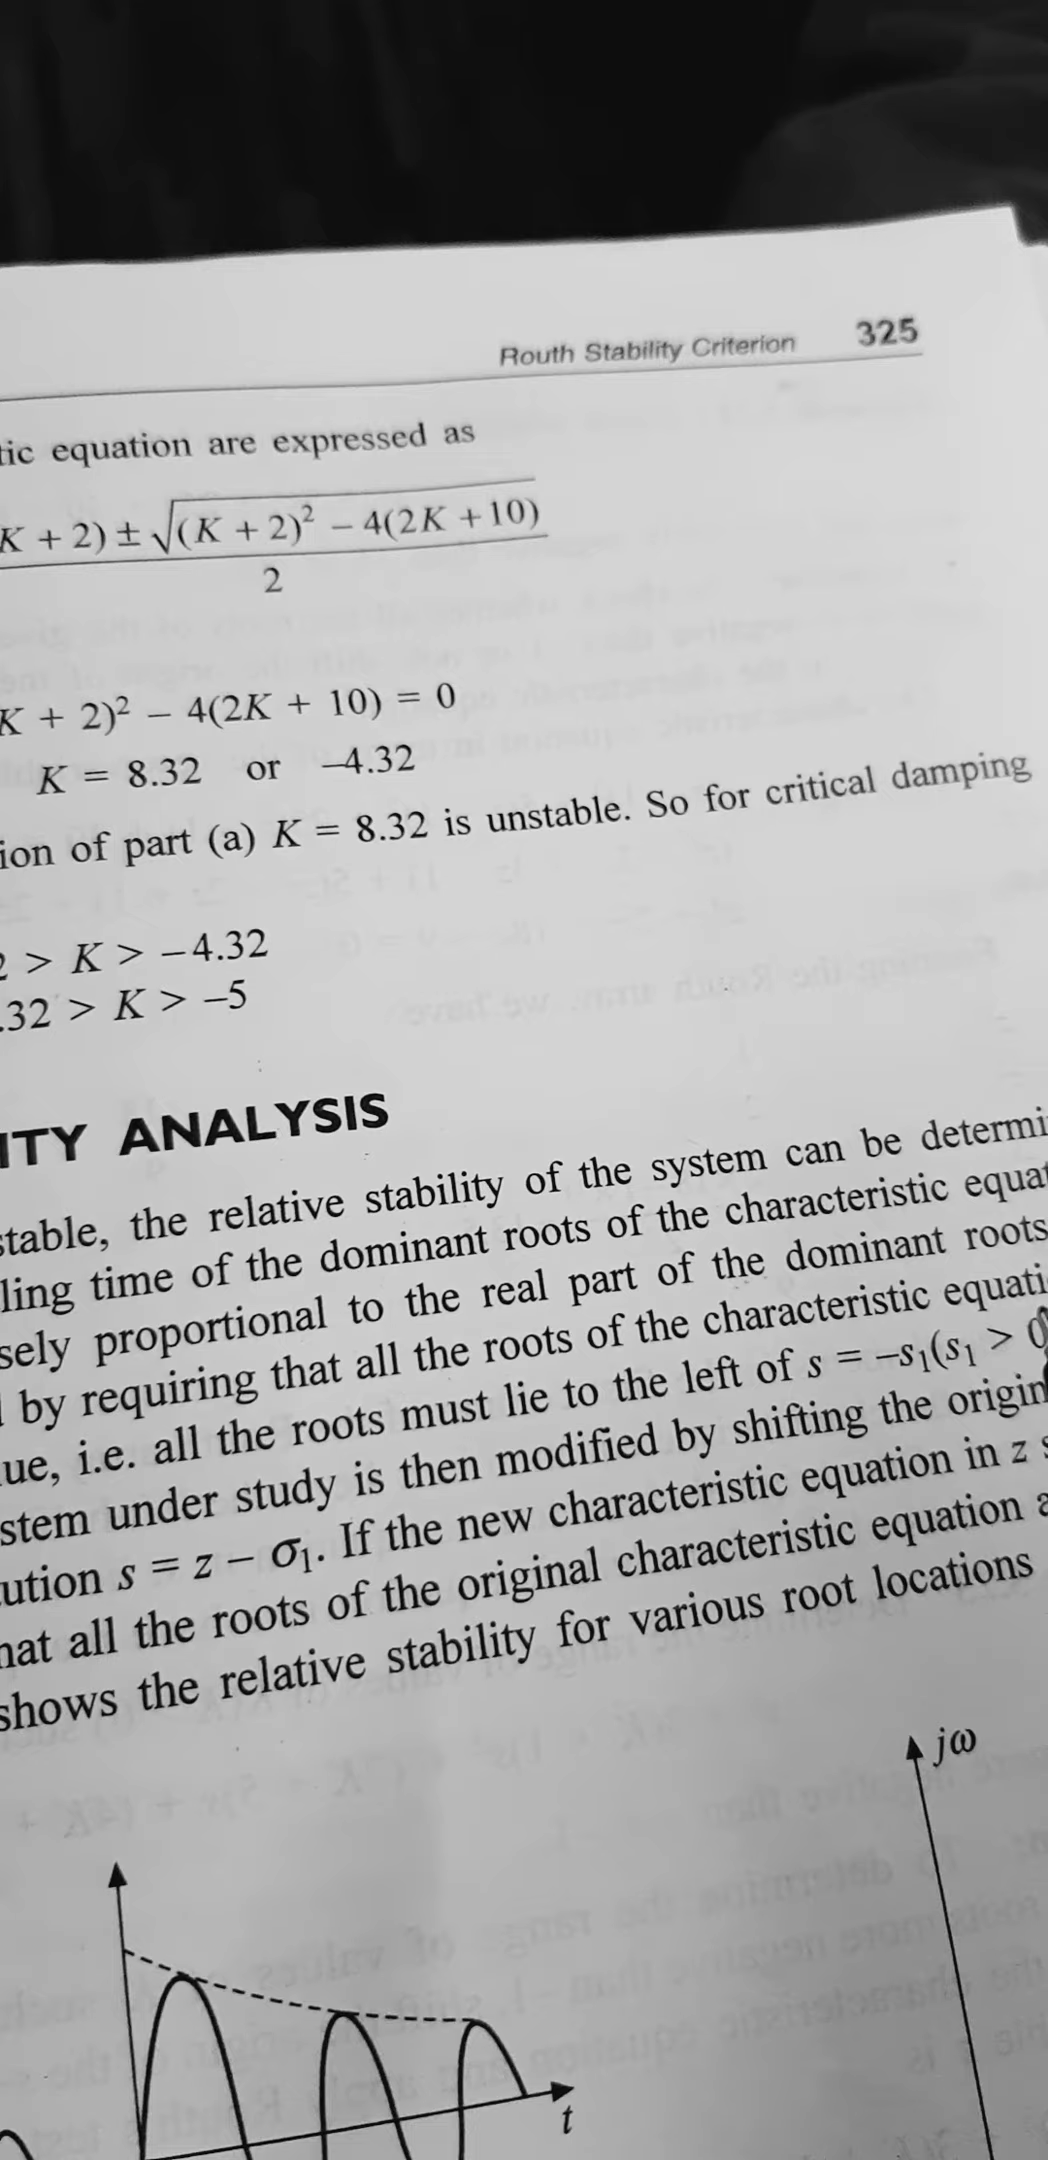 Routh Stability Criterion 325
tic equation are expressed as
K + 2) ± √(K + 2)² − 4(2K + 10)
2
K + 2)² − 4(2K + 10) = 0
K = 8.32 or −4.32
ion of part (a) K = 8.32 is unstable. So for critical damping
2 > K > −4.32
.32 > K > −5
ITY ANALYSIS
stable, the relative stability of the system can be determi
ling time of the dominant roots of the characteristic equat
sely proportional to the real part of the dominant roots
by requiring that all the roots of the characteristic equati
ue, i.e. all the roots must lie to the left of s = −s₁(s₁ > 0
stem under study is then modified by shifting the origin
ution s = z − σ₁. If the new characteristic equation in z s
hat all the roots of the original characteristic equation a
shows the relative stability for various root locations
jω
t